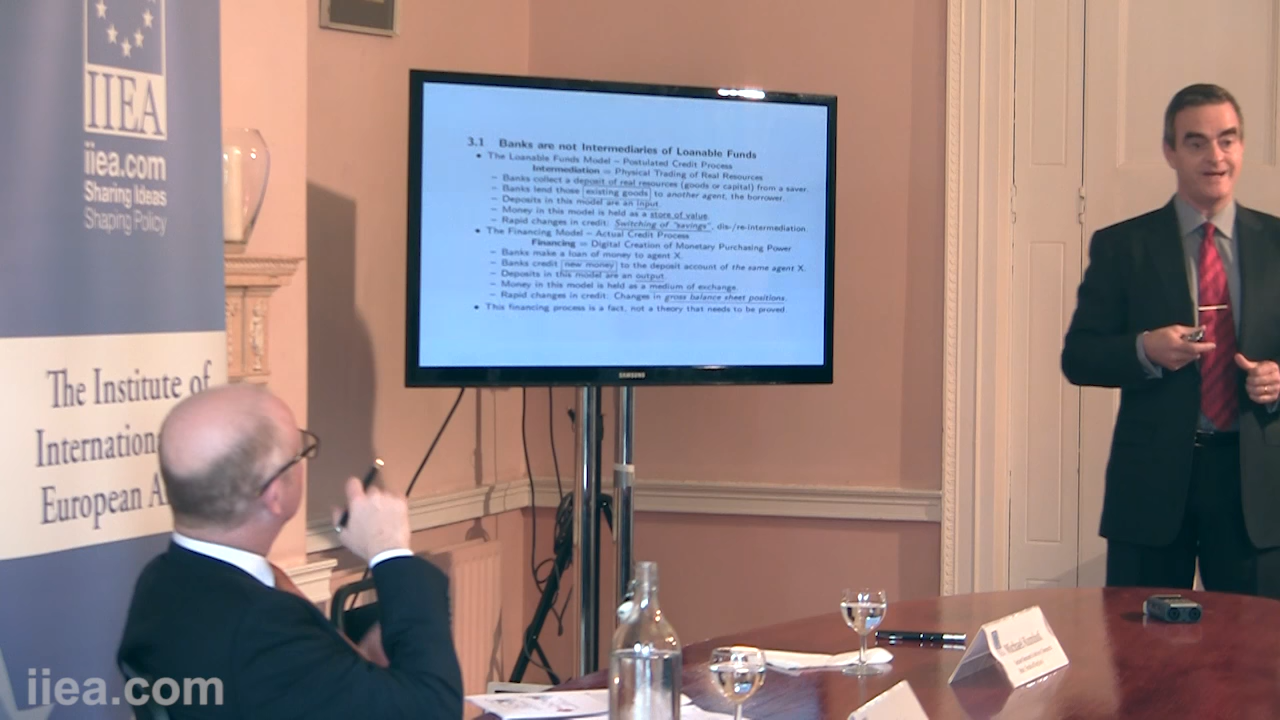 IIEA
iiea.com
Sharing Ideas
Shaping Policy
The Institute of
Internationa
European A
3.1 Banks are not Intermediaries of Loanable Funds
• The Loanable Funds Model – Postulated Credit Process
Intermediation = Physical Trading of Real Resources
– Banks collect a deposit of real resources (goods or capital) from a saver.
– Banks lend those existing goods to another agent, the borrower.
– Deposits in this model are an input.
– Money in this model is held as a store of value.
– Rapid changes in credit: Switching of "savings", dis-/re-intermediation.
• The Financing Model – Actual Credit Process
Financing = Digital Creation of Monetary Purchasing Power
– Banks make a loan of money to agent X.
– Banks credit new money to the deposit account of the same agent X.
– Deposits in this model are an output.
– Money in this model is held as a medium of exchange.
– Rapid changes in credit: Changes in gross balance sheet positions.
• This financing process is a fact, not a theory that needs to be proved.
SAMSUNG
Michael
iiea.com